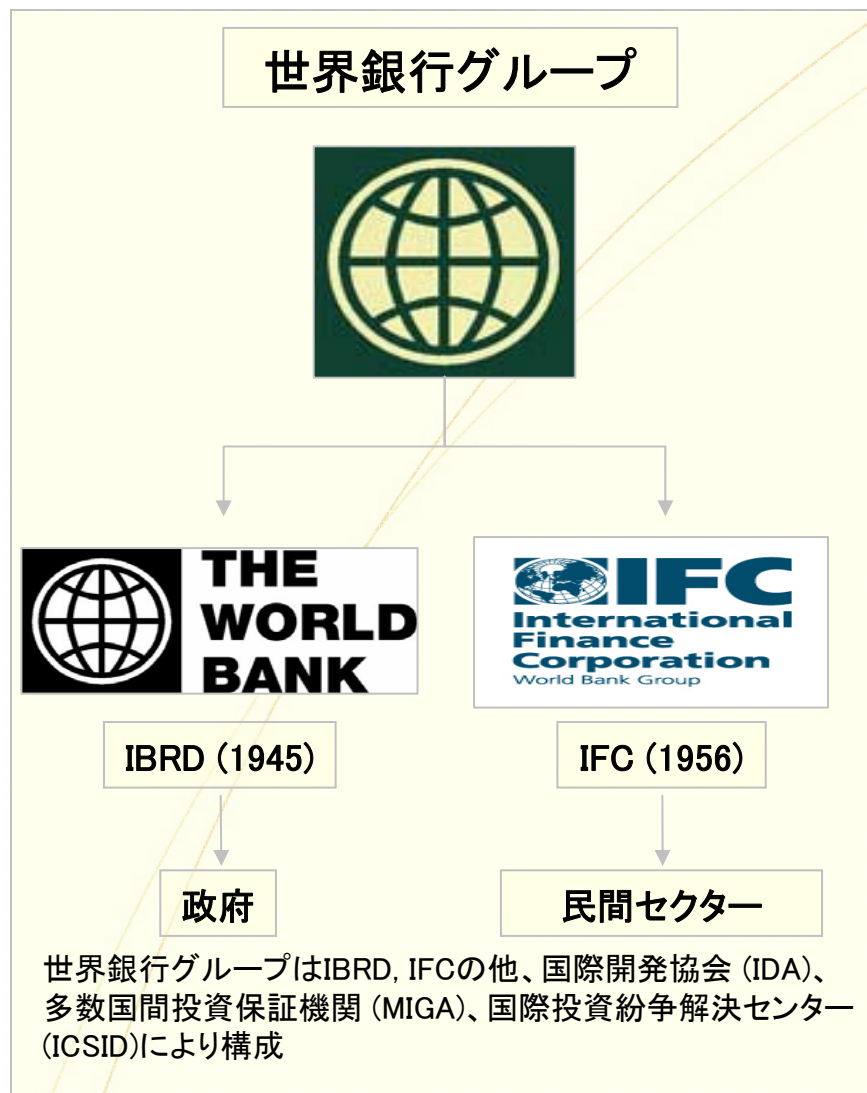 世界銀行グループ
THE
WORLD
BANK
IFC
International
Finance
Corporation
World Bank Group
IBRD (1945)
IFC (1956)
政府
民間セクター
世界銀行グループはIBRD, IFCの他、国際開発協会 (IDA)、
多数国間投資保証機関 (MIGA)、国際投資紛争解決センター
(ICSID)により構成